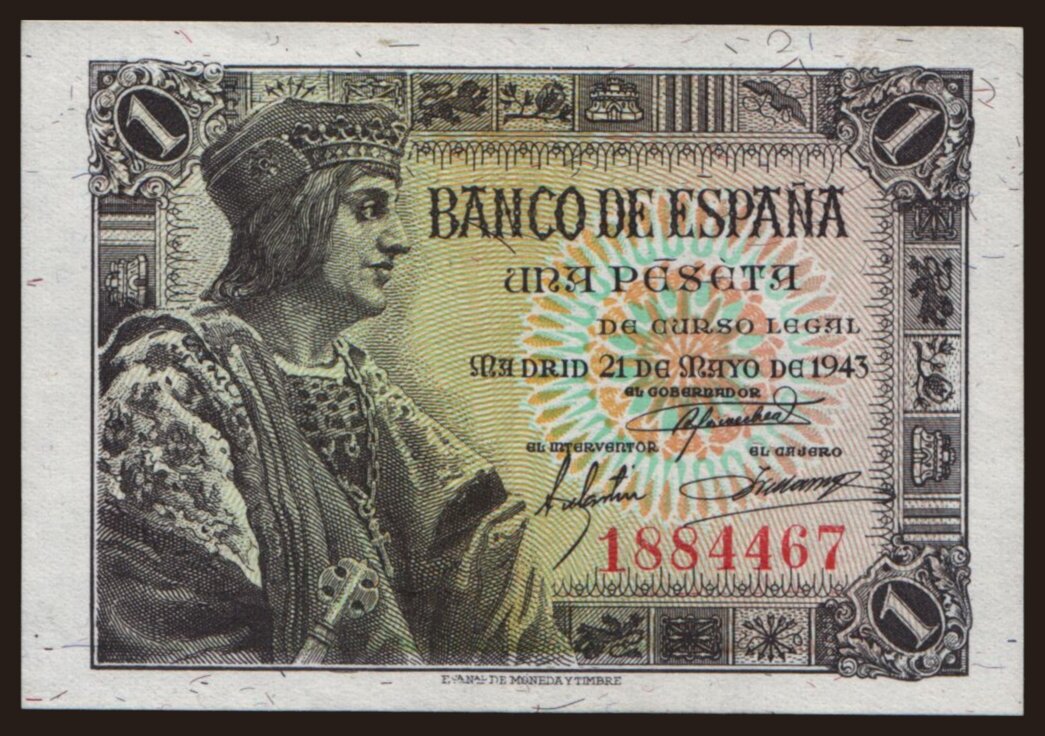 1
1
BANCO DE ESPAÑA
UNA PESETA
DE CURSO LEGAL
MADRID 21 DE MAYO DE 1943
EL GOBERNADOR
EL INTERVENTOR
EL CAJERO
1884467
1
DE MONEDA Y TIMBRE